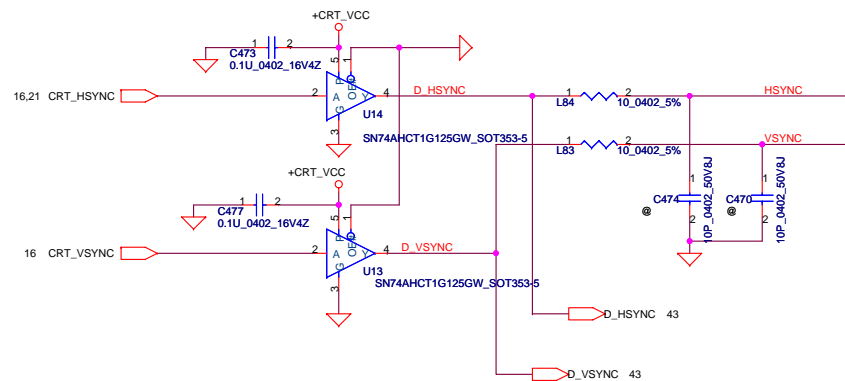 +CRT_VCC
1 2
C473
0.1U_0402_16V4Z
5 1
P
OE#
16,21 CRT_HSYNC
2 A Y 4
G
3
U14
SN74AHCT1G125GW_SOT353-5
D_HSYNC
1 2
L84 10_0402_5%
HSYNC
1 2
L83 10_0402_5%
VSYNC
+CRT_VCC
1 2
C477
0.1U_0402_16V4Z
5 1
P
OE#
16 CRT_VSYNC
2 A Y 4
G
3
U13
SN74AHCT1G125GW_SOT353-5
D_VSYNC
1
C474
@
2
10P_0402_50V8J
1
C470
@
2
10P_0402_50V8J
D_HSYNC 43
D_VSYNC 43